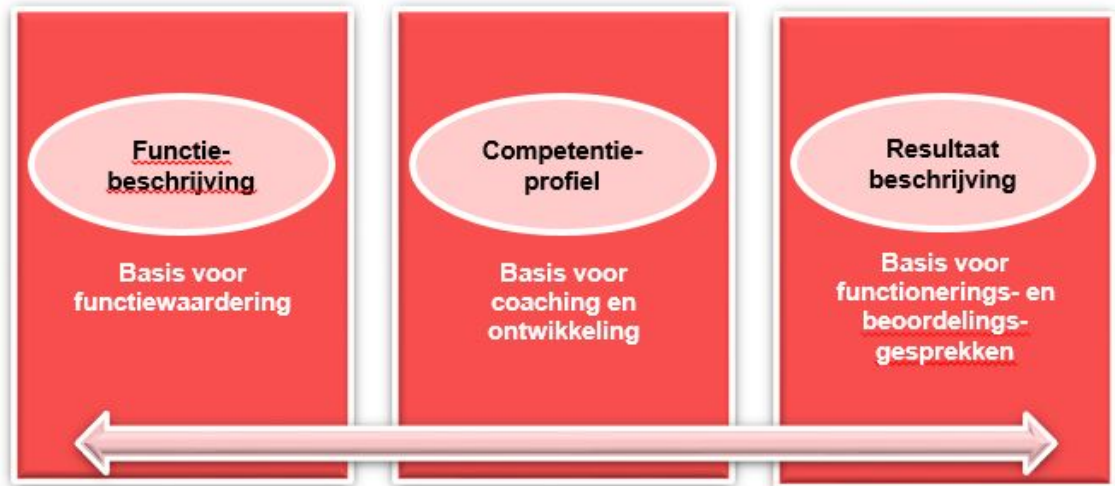 Functie-
beschrijving
Basis voor
functiewaardering
Competentie-
profiel
Basis voor
coaching en
ontwikkeling
Resultaat
beschrijving
Basis voor
functionerings- en
beoordelings-
gesprekken